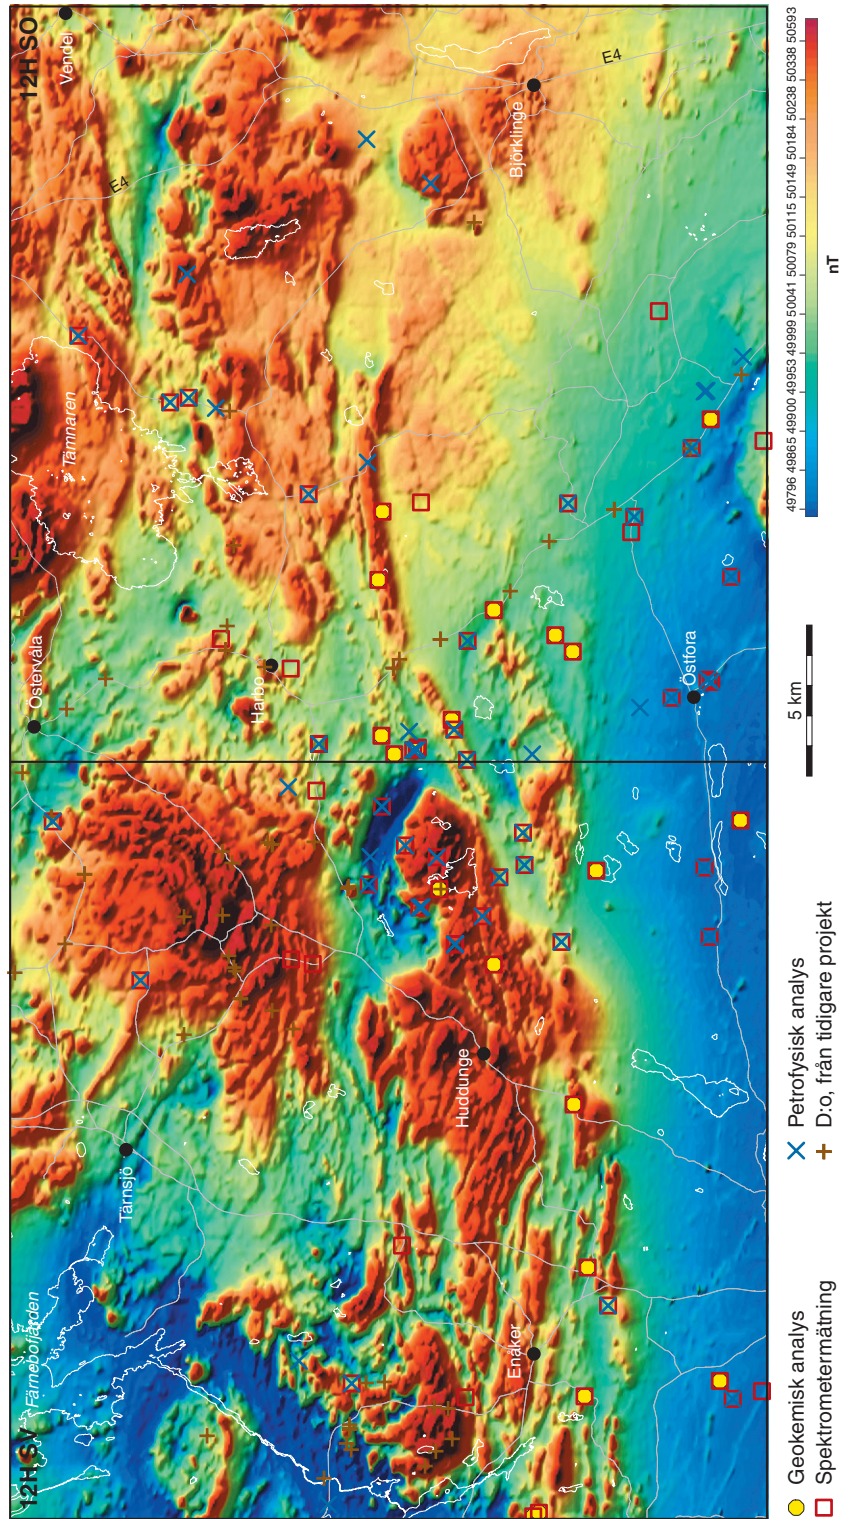 12H SV
12H SO
Färnebofjärden
Tärnsjö
Östervåla
Tämnaren
Vendel
E4
Harbo
Huddunge
Enåker
Björklinge
E4
Östfora
Geokemisk analys
Spektrometermätning
Petrofysisk analys
D:o, från tidigare projekt
5 km
49796 49865 49900 49953 49999 50041 50079 50115 50149 50184 50238 50338 50593
nT